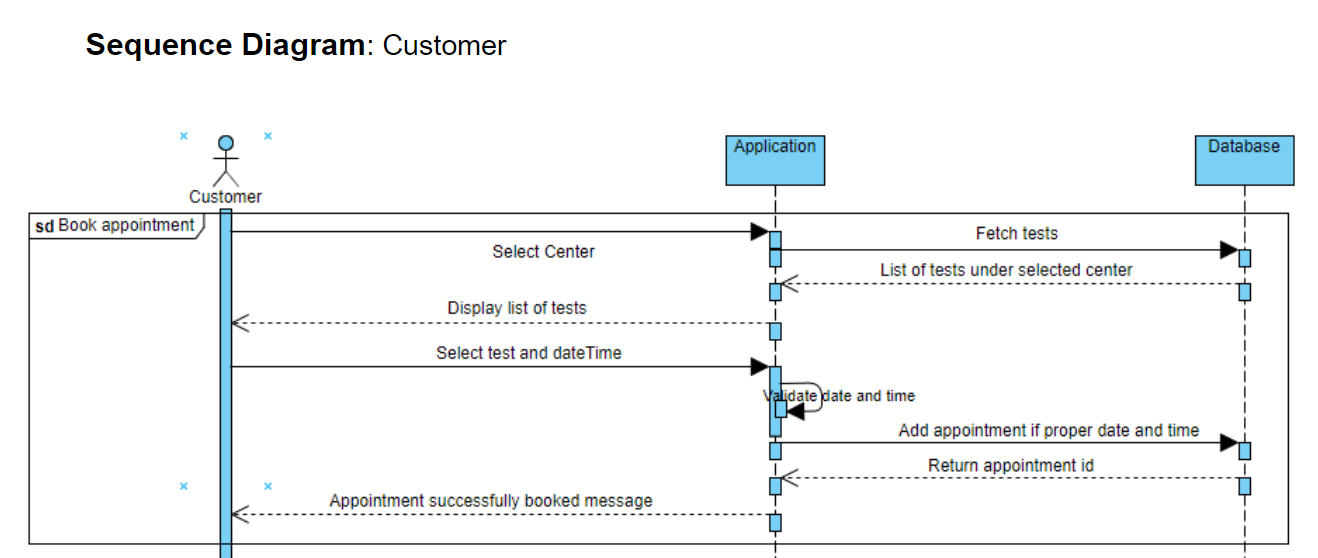 Sequence Diagram: Customer
Application
Database
Customer
sd Book appointment
Fetch tests
Select Center
List of tests under selected center
Display list of tests
Select test and dateTime
Validate date and time
Add appointment if proper date and time
Return appointment id
Appointment successfully booked message